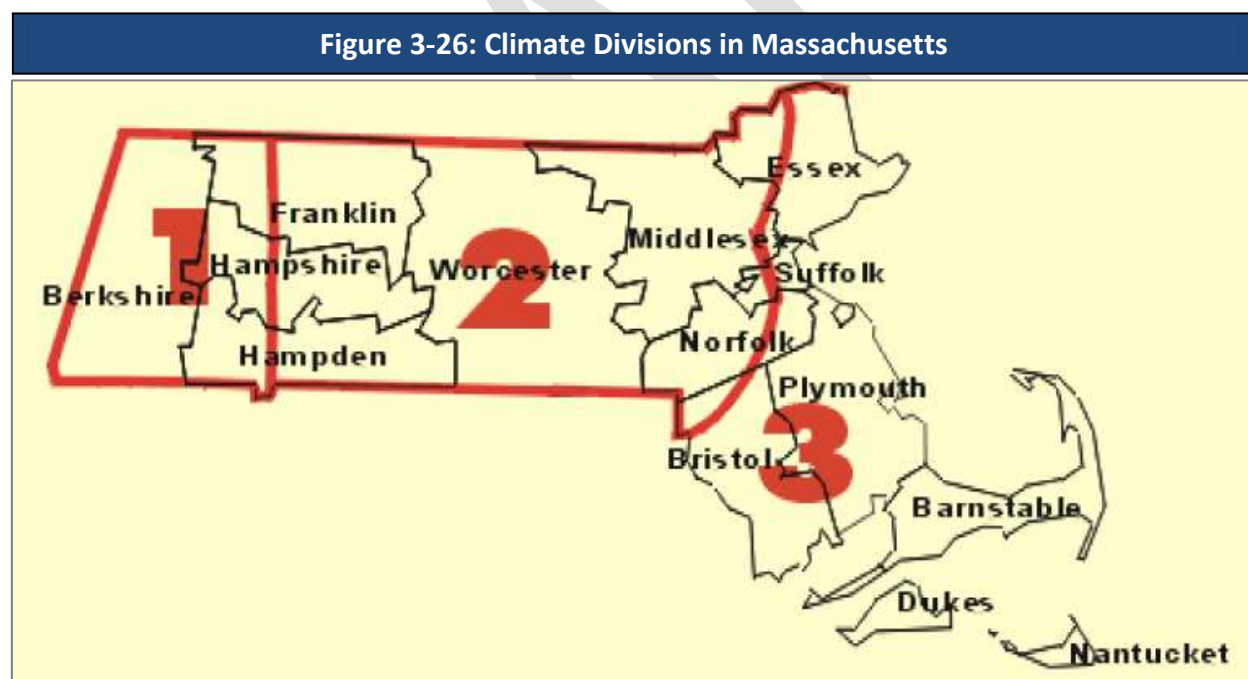 Figure 3-26: Climate Divisions in Massachusetts
Essex
Franklin
Middlesex
1
Hampshire
Worcester
2
Suffolk
Berkshire
Norfolk
Hampden
Plymouth
3
Bristol
Barnstable
Dukes
Nantucket